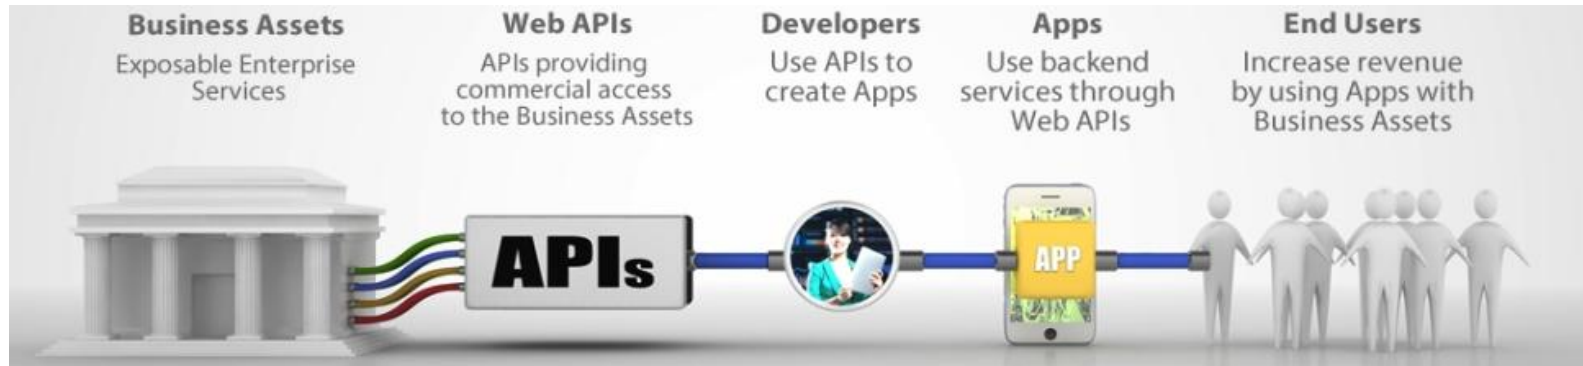 Business Assets
Exposable Enterprise
Services
Web APIs
APIs providing
commercial access
to the Business Assets
Developers
Use APIs to
create Apps
Apps
Use backend
services through
Web APIs
End Users
Increase revenue
by using Apps with
Business Assets
APIs
APP